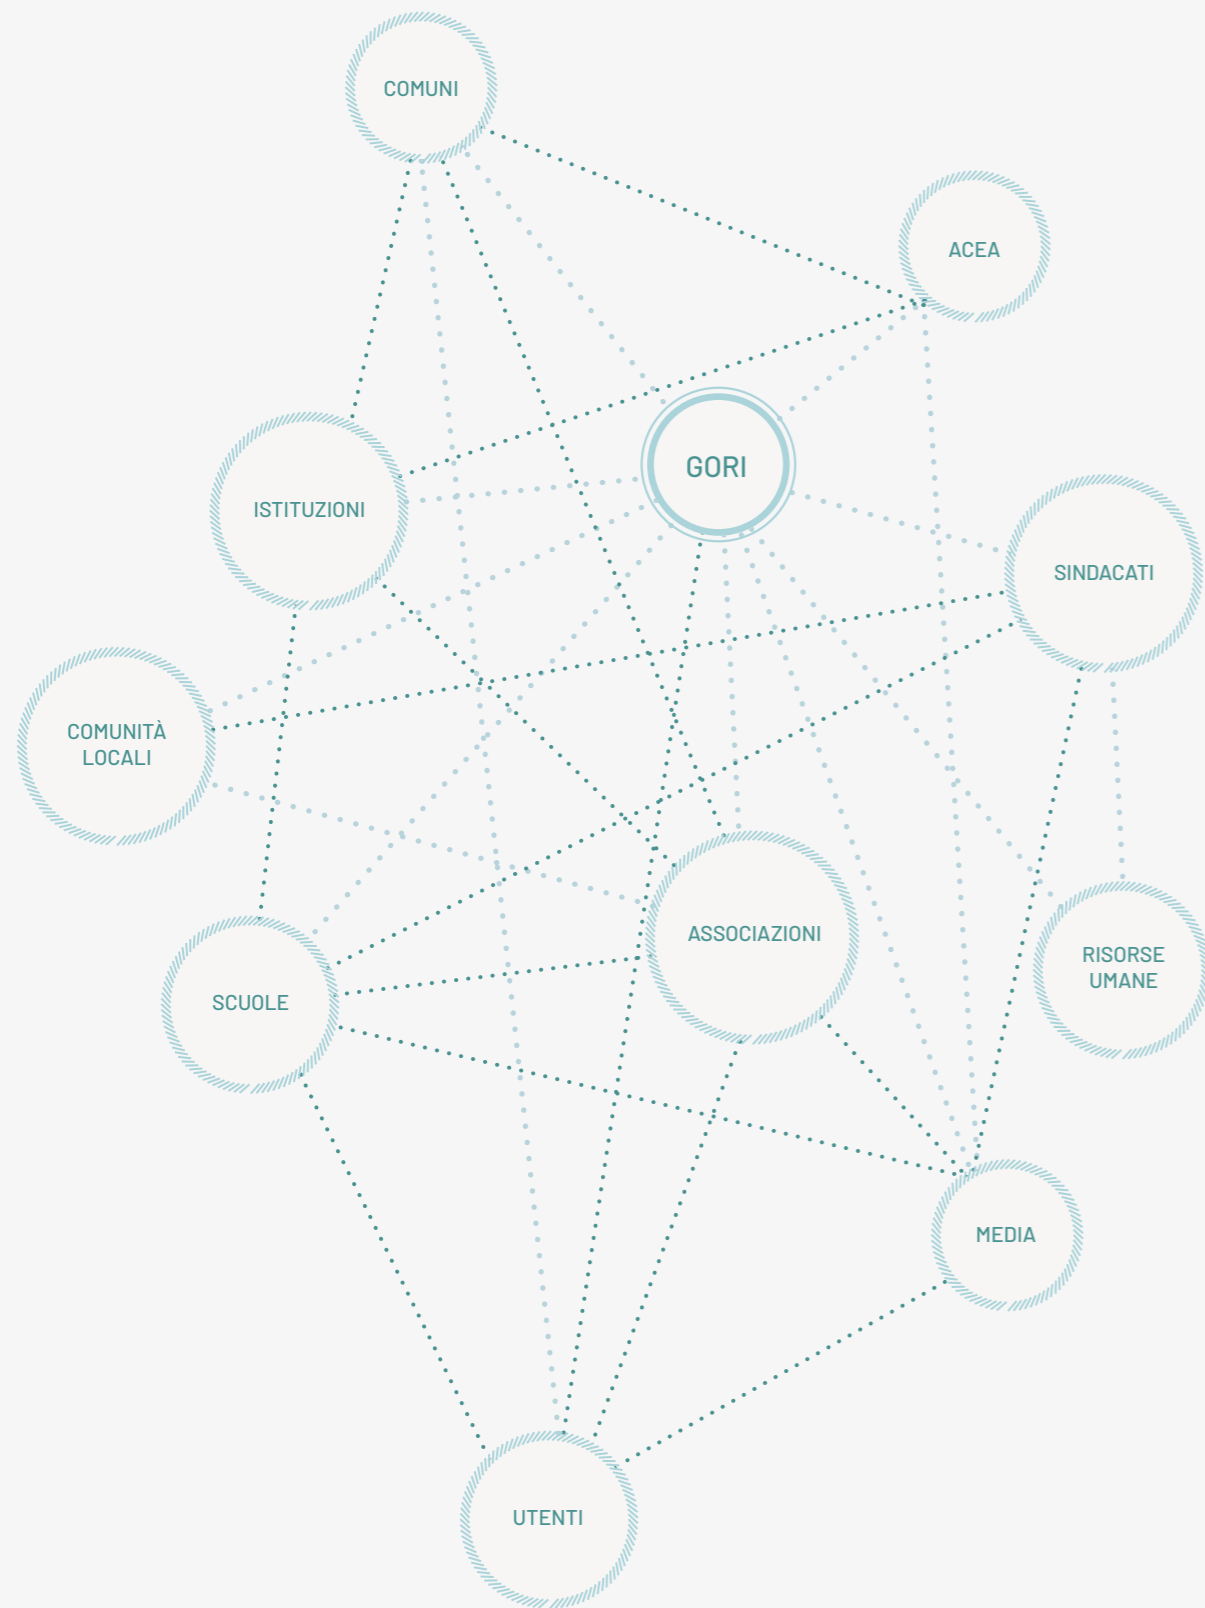 COMUNI
ACEA
GORI
ISTITUZIONI
SINDACATI
COMUNITÀ
LOCALI
ASSOCIAZIONI
RISORSE
UMANE
SCUOLE
MEDIA
UTENTI